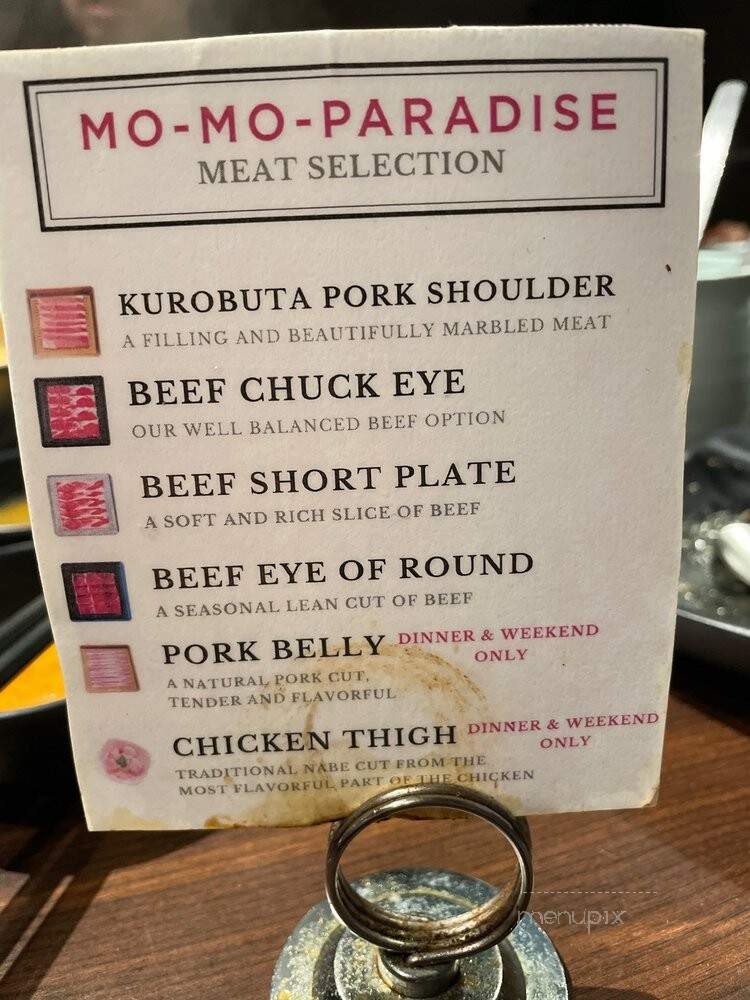 MO-MO-PARADISE
MEAT SELECTION
KUROBUTA PORK SHOULDER
A FILLING AND BEAUTIFULLY MARBLED MEAT
BEEF CHUCK EYE
OUR WELL BALANCED BEEF OPTION
BEEF SHORT PLATE
A SOFT AND RICH SLICE OF BEEF
BEEF EYE OF ROUND
A SEASONAL LEAN CUT OF BEEF
PORK BELLY DINNER & WEEKEND
ONLY
A NATURAL PORK CUT,
TENDER AND FLAVORFUL
CHICKEN THIGH DINNER & WEEKEND
ONLY
TRADITIONAL NABE CUT FROM THE
MOST FLAVORFUL PART OF THE CHICKEN
menupix